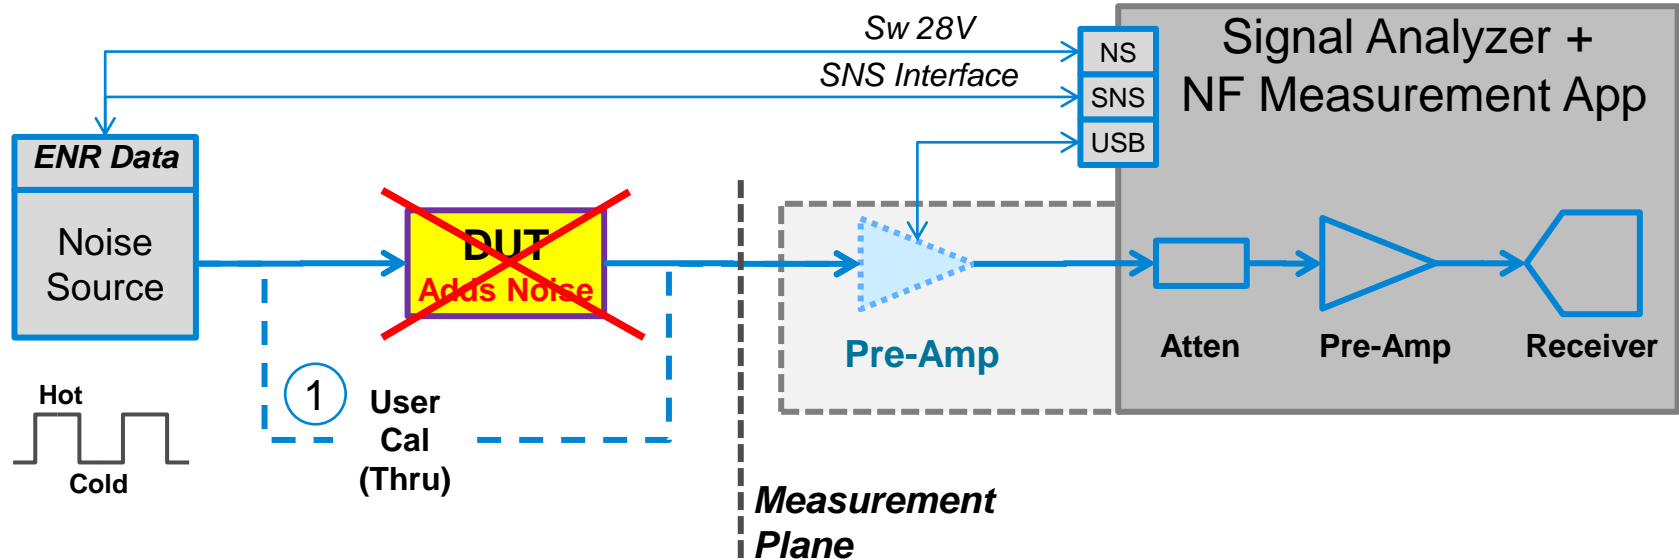 Sw 28V
SNS Interface
NS
SNS
USB
Signal Analyzer +
NF Measurement App
ENR Data
Noise
Source
DUT
Adds Noise
Pre-Amp
Atten
Pre-Amp
Receiver
Hot
Cold
1
User
Cal
(Thru)
Measurement
Plane